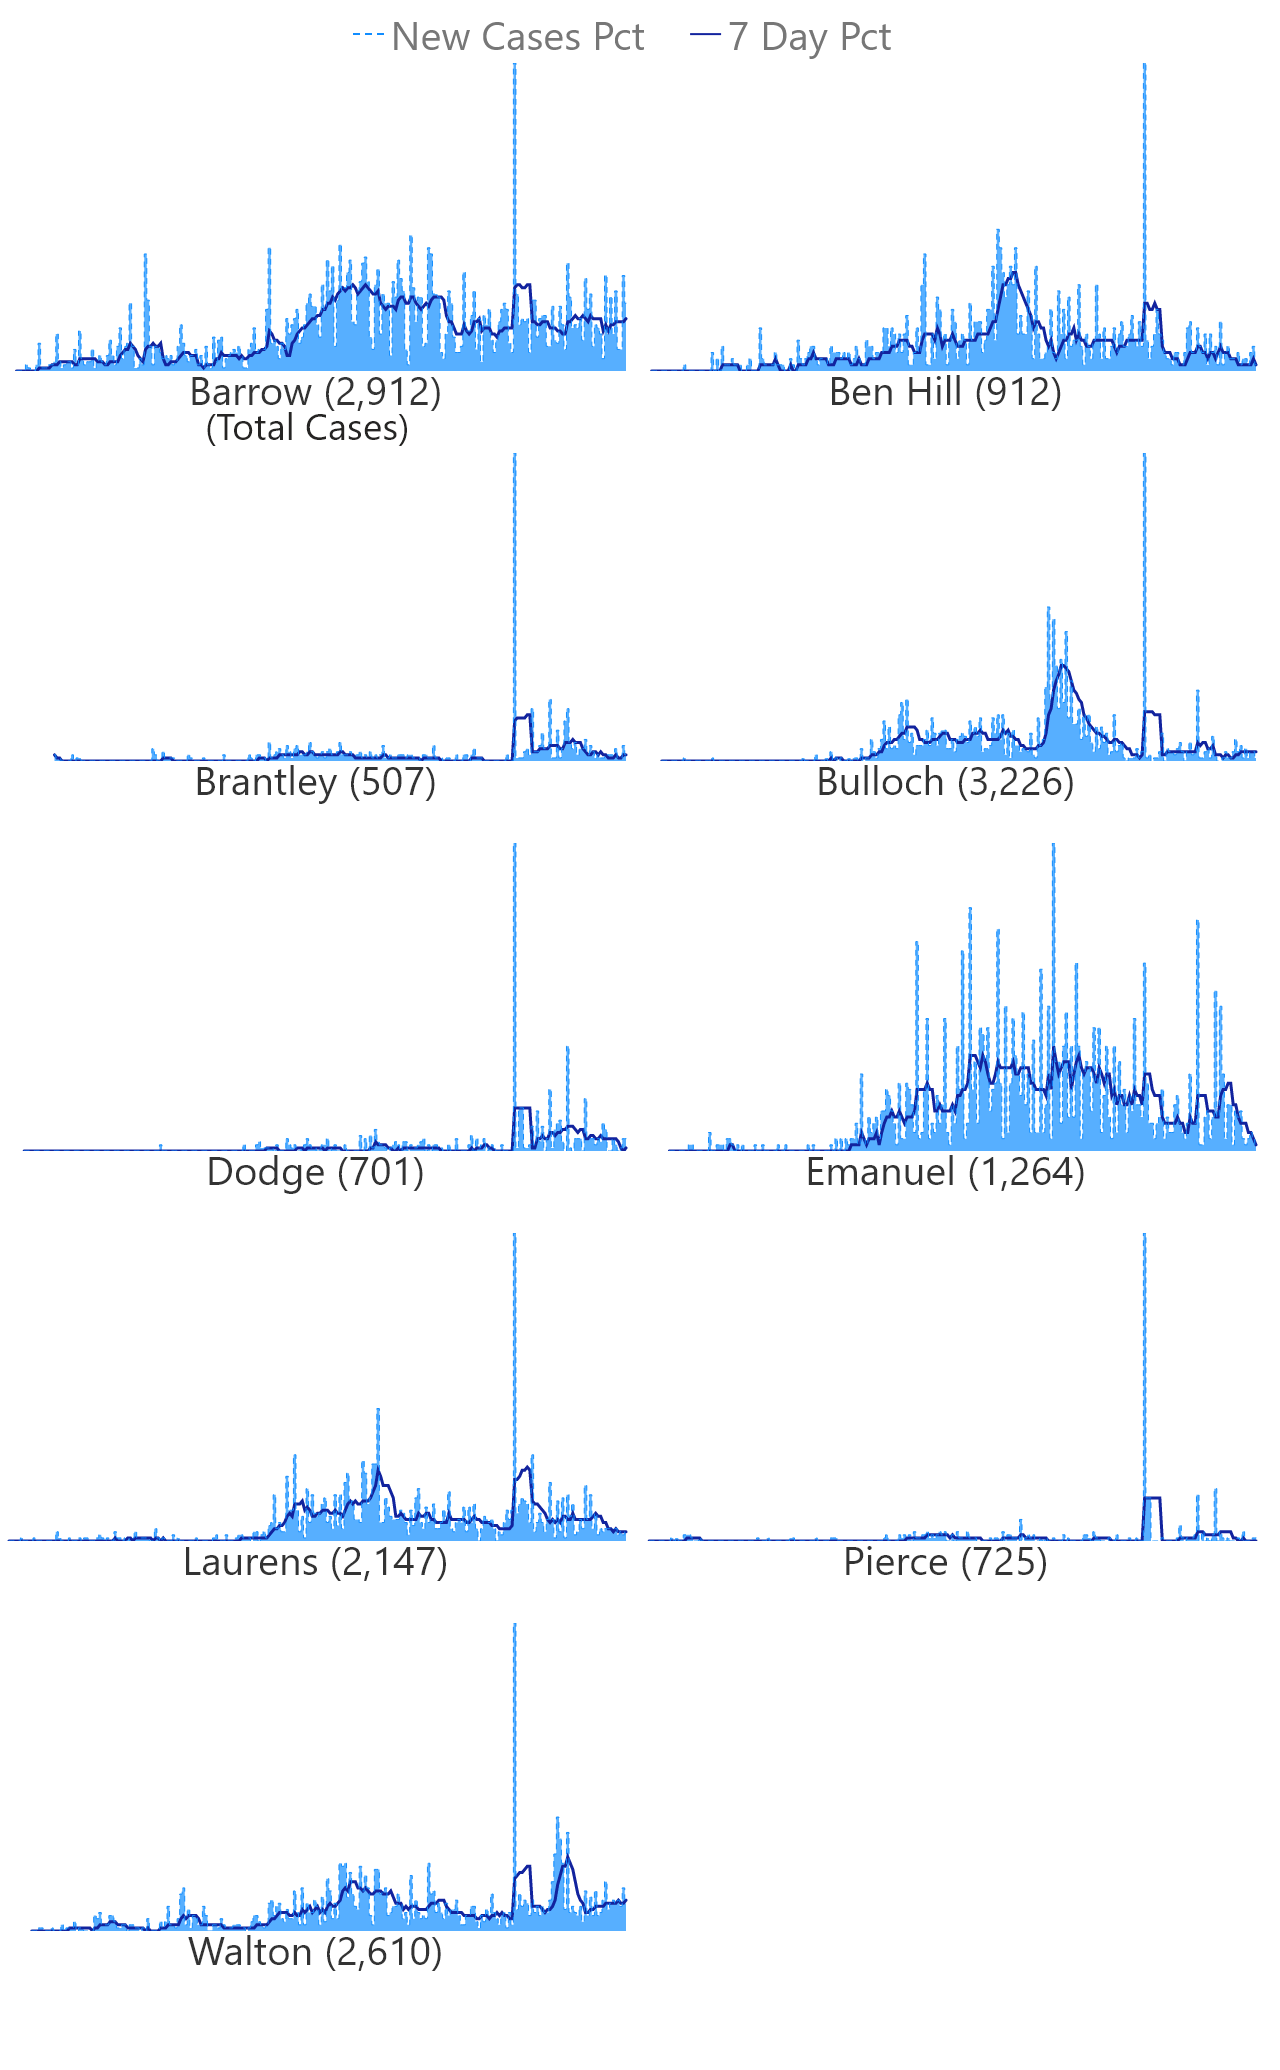 New Cases Pct 7 Day Pct
Barrow (2,912)
(Total Cases)
Ben Hill (912)
Brantley (507)
Bulloch (3,226)
Dodge (701)
Emanuel (1,264)
Laurens (2,147)
Pierce (725)
Walton (2,610)